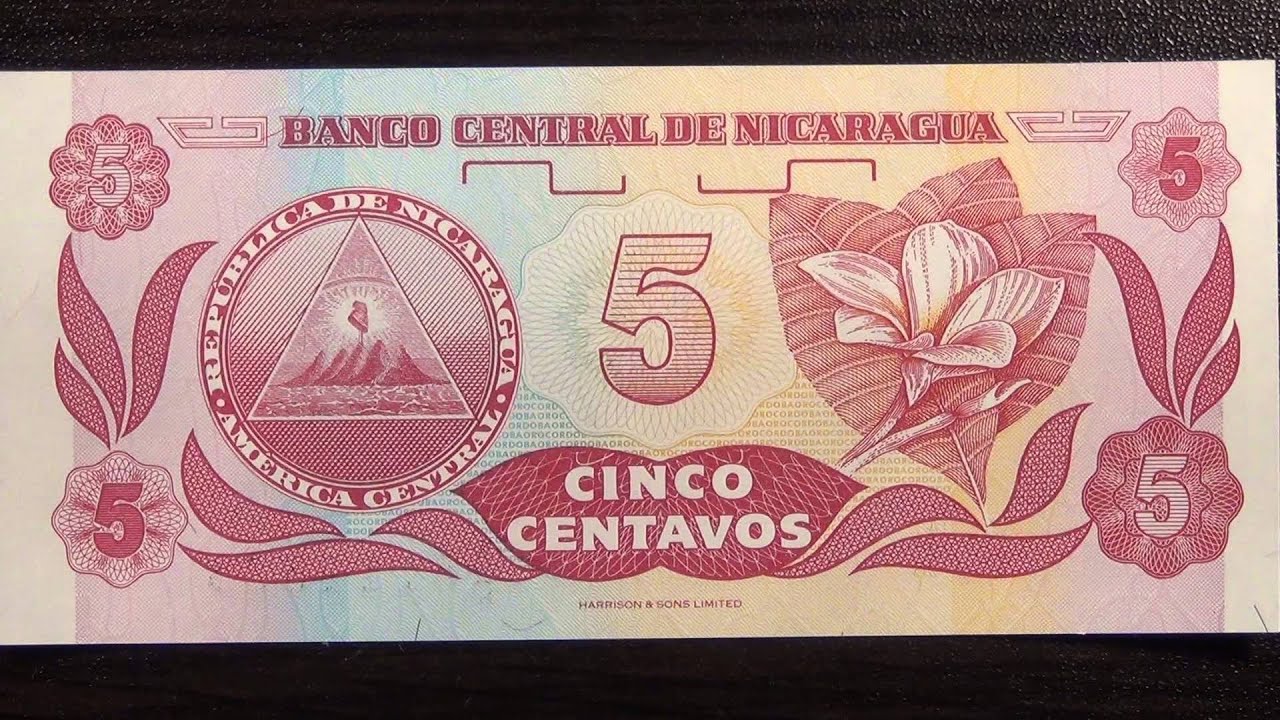 BANCO CENTRAL DE NICARAGUA
5
5
REPUBLICA DE NICARAGUA
AMERICA CENTRAL
5
CINCO
CENTAVOS
5
5
HARRISON & SONS LIMITED